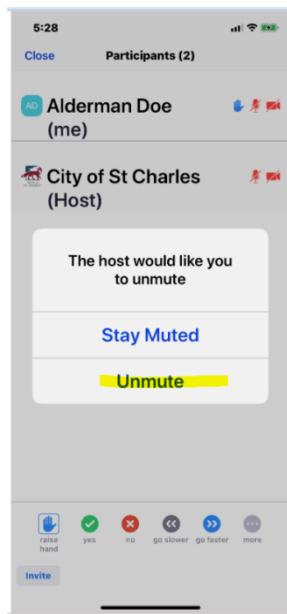 5:28
Close Participants (2)
AD Alderman Doe
(me)
City of St Charles
(Host)
The host would like you
to unmute
Stay Muted
Unmute
raise hand yes no go slower go faster more
Invite